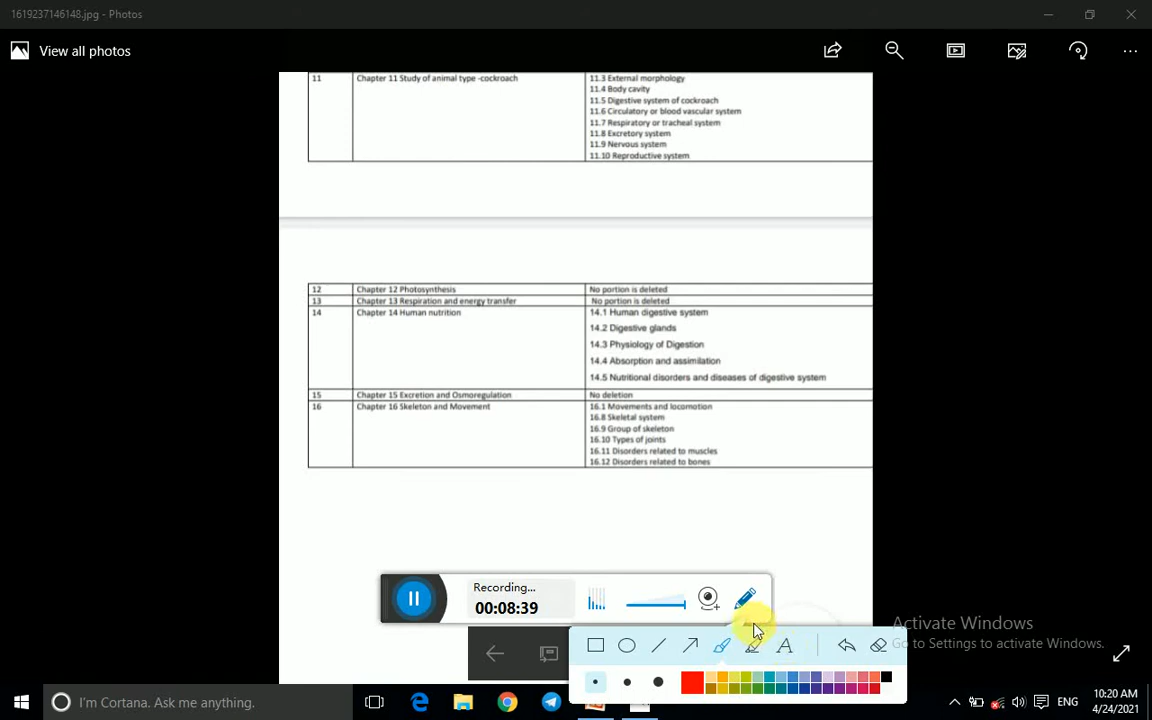 1619237146148.jpg - Photos
View all photos
11 Chapter 11 Study of animal type -cockroach 11.3 External morphology
11.4 Body cavity
11.5 Digestive system of cockroach
11.6 Circulatory or blood vascular system
11.7 Respiratory or tracheal system
11.8 Excretory system
11.9 Nervous system
11.10 Reproductive system
12 Chapter 12 Photosynthesis No portion is deleted
13 Chapter 13 Respiration and energy transfer No portion is deleted
14 Chapter 14 Human nutrition 14.1 Human digestive system
14.2 Digestive glands
14.3 Physiology of Digestion
14.4 Absorption and assimilation
14.5 Nutritional disorders and diseases of digestive system
15 Chapter 15 Excretion and Osmoregulation No deletion
16 Chapter 16 Skeleton and Movement 16.1 Movements and locomotion
16.8 Skeletal system
16.9 Group of skeleton
16.10 Types of joints
16.11 Disorders related to muscles
16.12 Disorders related to bones
Recording...
00:08:39
Activate Windows
Go to Settings to activate Windows.
A
I'm Cortana. Ask me anything.
ENG
10:20 AM
4/24/2021